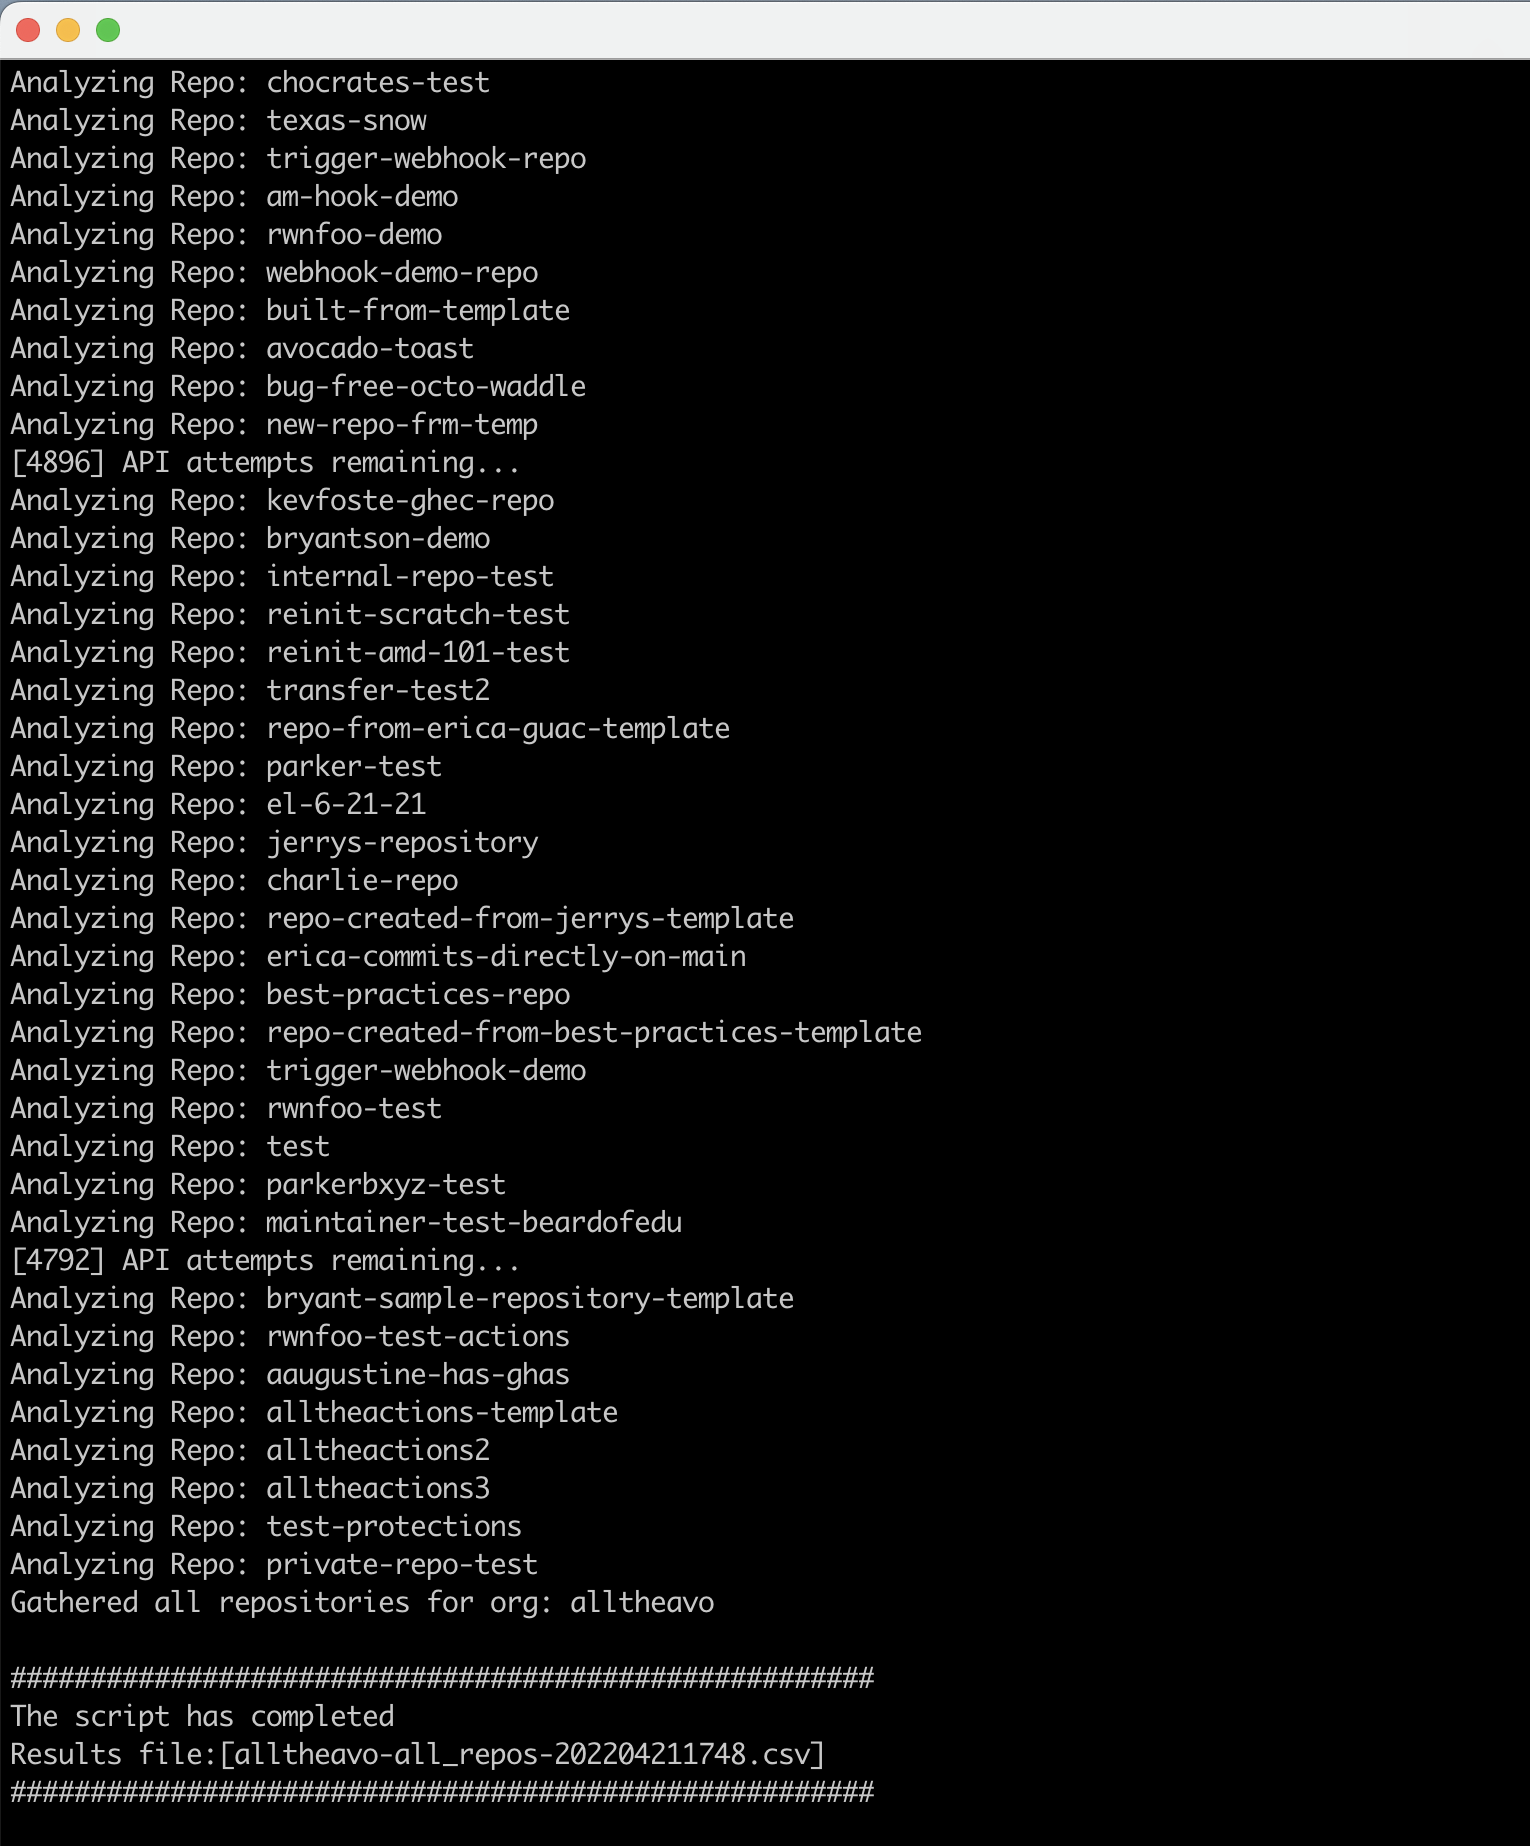 Analyzing Repo: chocrates-test
Analyzing Repo: texas-snow
Analyzing Repo: trigger-webhook-repo
Analyzing Repo: am-hook-demo
Analyzing Repo: rwnfoo-demo
Analyzing Repo: webhook-demo-repo
Analyzing Repo: built-from-template
Analyzing Repo: avocado-toast
Analyzing Repo: bug-free-octo-waddle
Analyzing Repo: new-repo-frm-temp
[4896] API attempts remaining...
Analyzing Repo: kevfoste-ghec-repo
Analyzing Repo: bryantson-demo
Analyzing Repo: internal-repo-test
Analyzing Repo: reinit-scratch-test
Analyzing Repo: reinit-amd-101-test
Analyzing Repo: transfer-test2
Analyzing Repo: repo-from-erica-guac-template
Analyzing Repo: parker-test
Analyzing Repo: el-6-21-21
Analyzing Repo: jerrys-repository
Analyzing Repo: charlie-repo
Analyzing Repo: repo-created-from-jerrys-template
Analyzing Repo: erica-commits-directly-on-main
Analyzing Repo: best-practices-repo
Analyzing Repo: repo-created-from-best-practices-template
Analyzing Repo: trigger-webhook-demo
Analyzing Repo: rwnfoo-test
Analyzing Repo: test
Analyzing Repo: parkerbxyz-test
Analyzing Repo: maintainer-test-beardofedu
[4792] API attempts remaining...
Analyzing Repo: bryant-sample-repository-template
Analyzing Repo: rwnfoo-test-actions
Analyzing Repo: aaugustine-has-ghas
Analyzing Repo: alltheactions-template
Analyzing Repo: alltheactions2
Analyzing Repo: alltheactions3
Analyzing Repo: test-protections
Analyzing Repo: private-repo-test
Gathered all repositories for org: alltheavo
######################################################
The script has completed
Results file:[alltheavo-all_repos-202204211748.csv]
######################################################